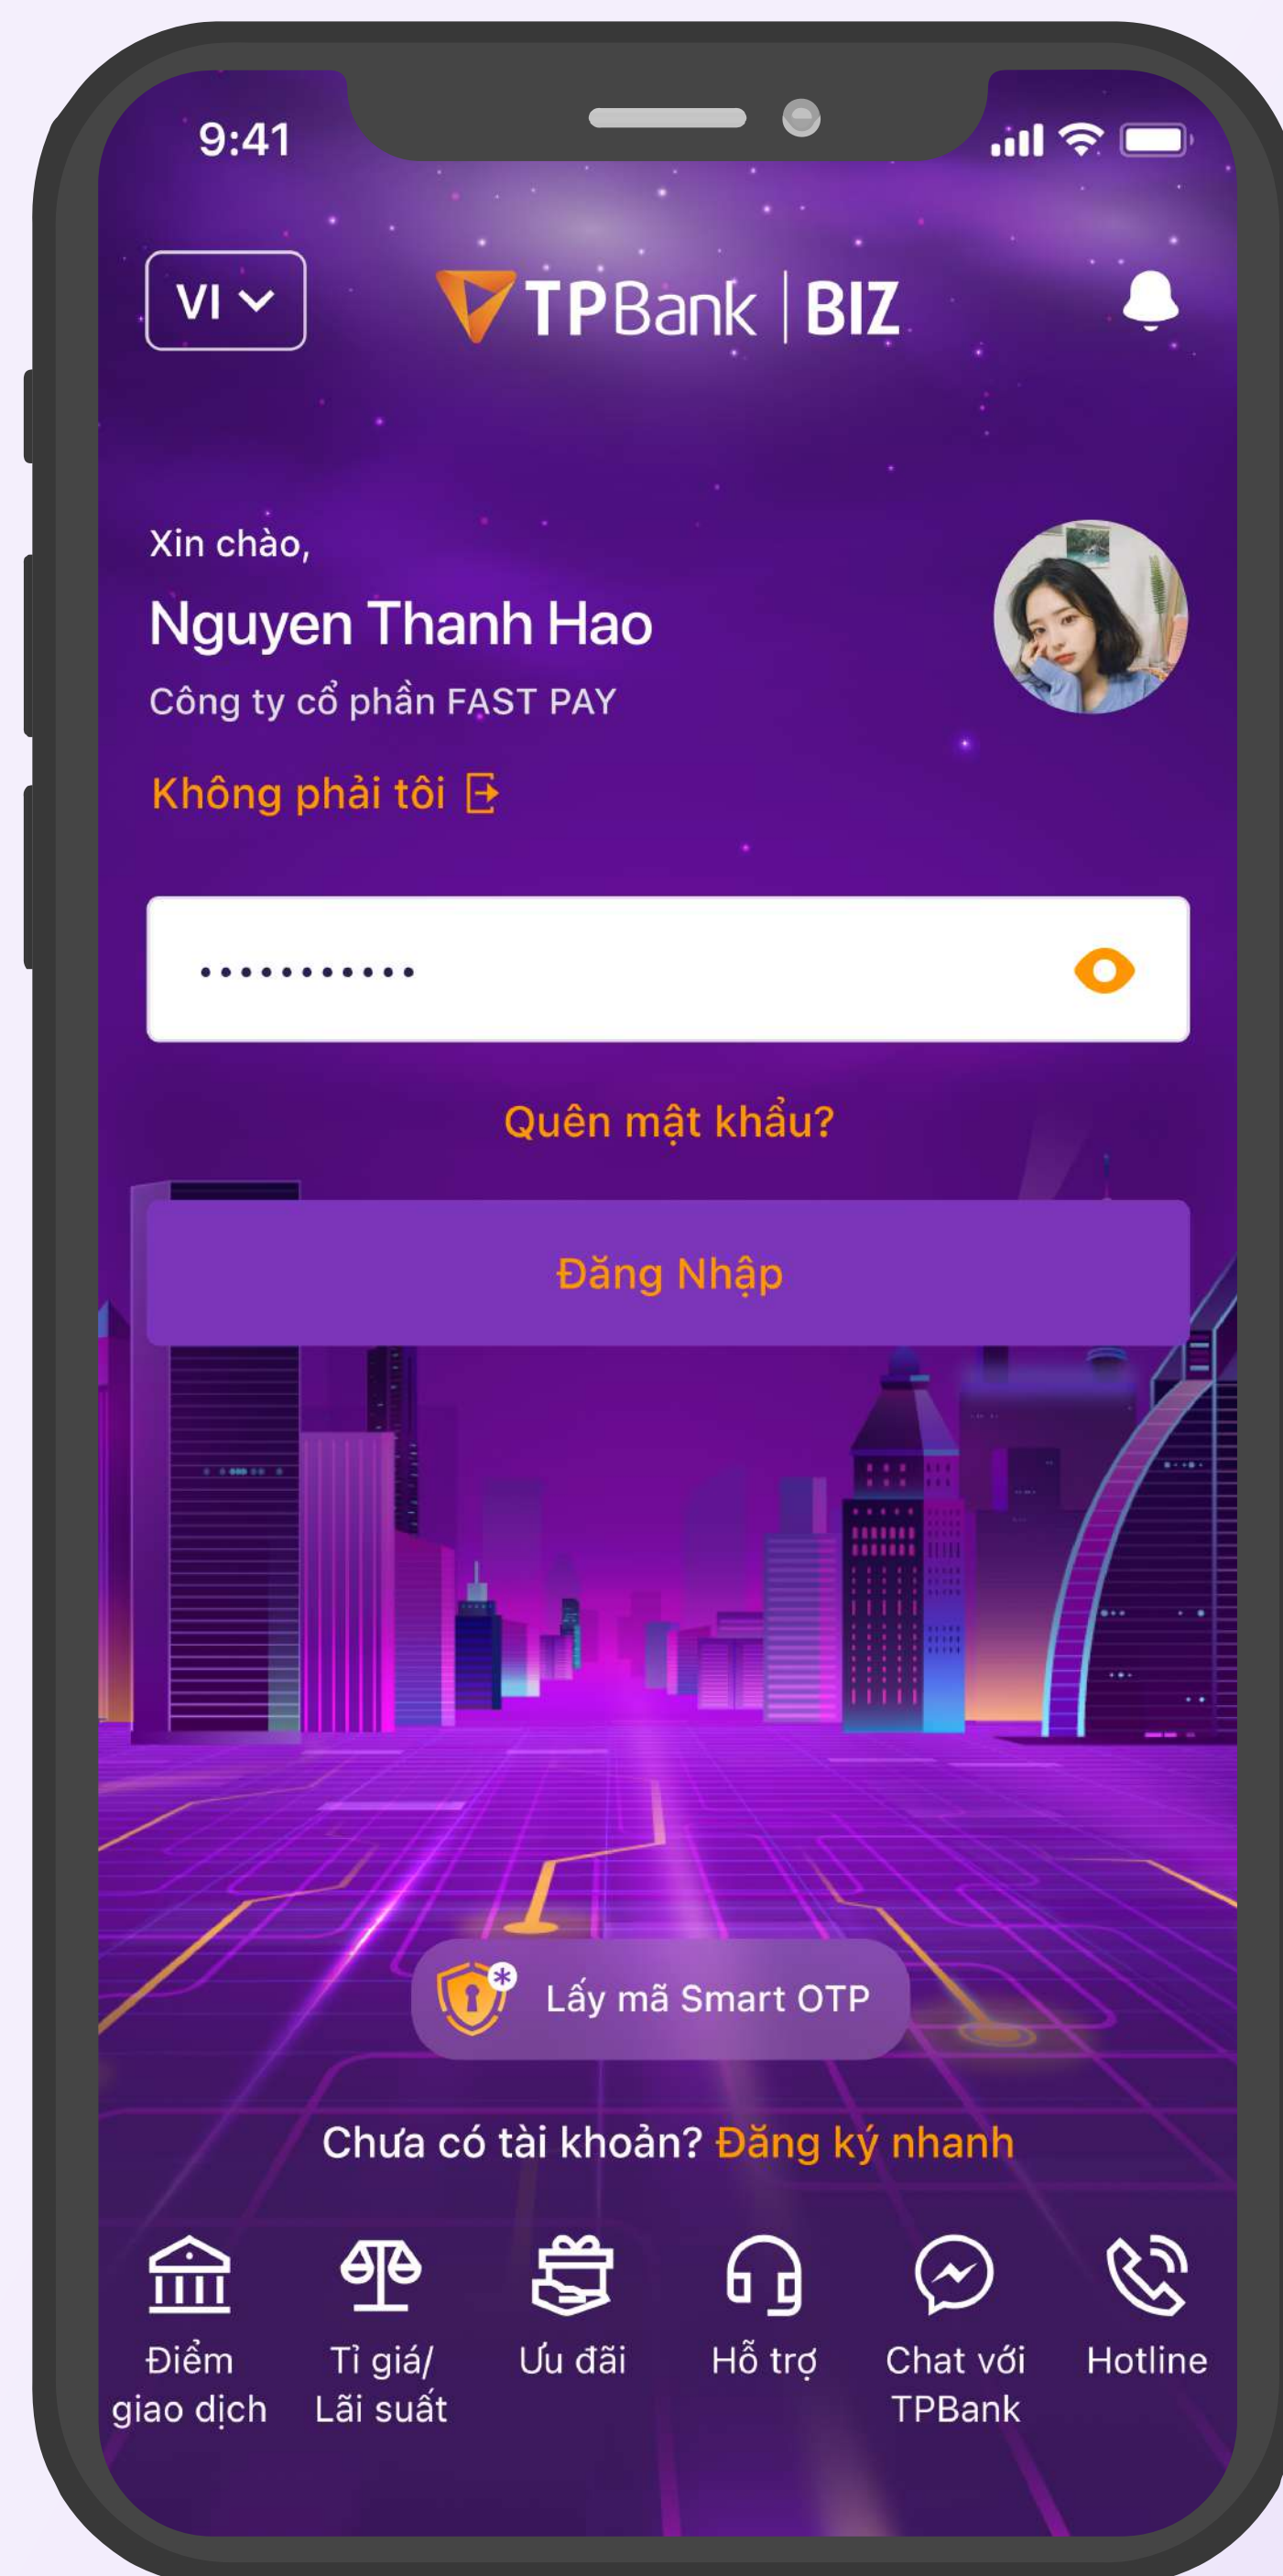 9:41
VI
TPBank | BIZ
Xin chào,
Nguyen Thanh Hao
Công ty cổ phần FAST PAY
Không phải tôi
•••••••••••
Quên mật khẩu?
Đăng Nhập
Lấy mã Smart OTP
Chưa có tài khoản? Đăng ký nhanh
Điểm
giao dịch
Tỉ giá/
Lãi suất
Ưu đãi
Hỗ trợ
Chat với
TPBank
Hotline